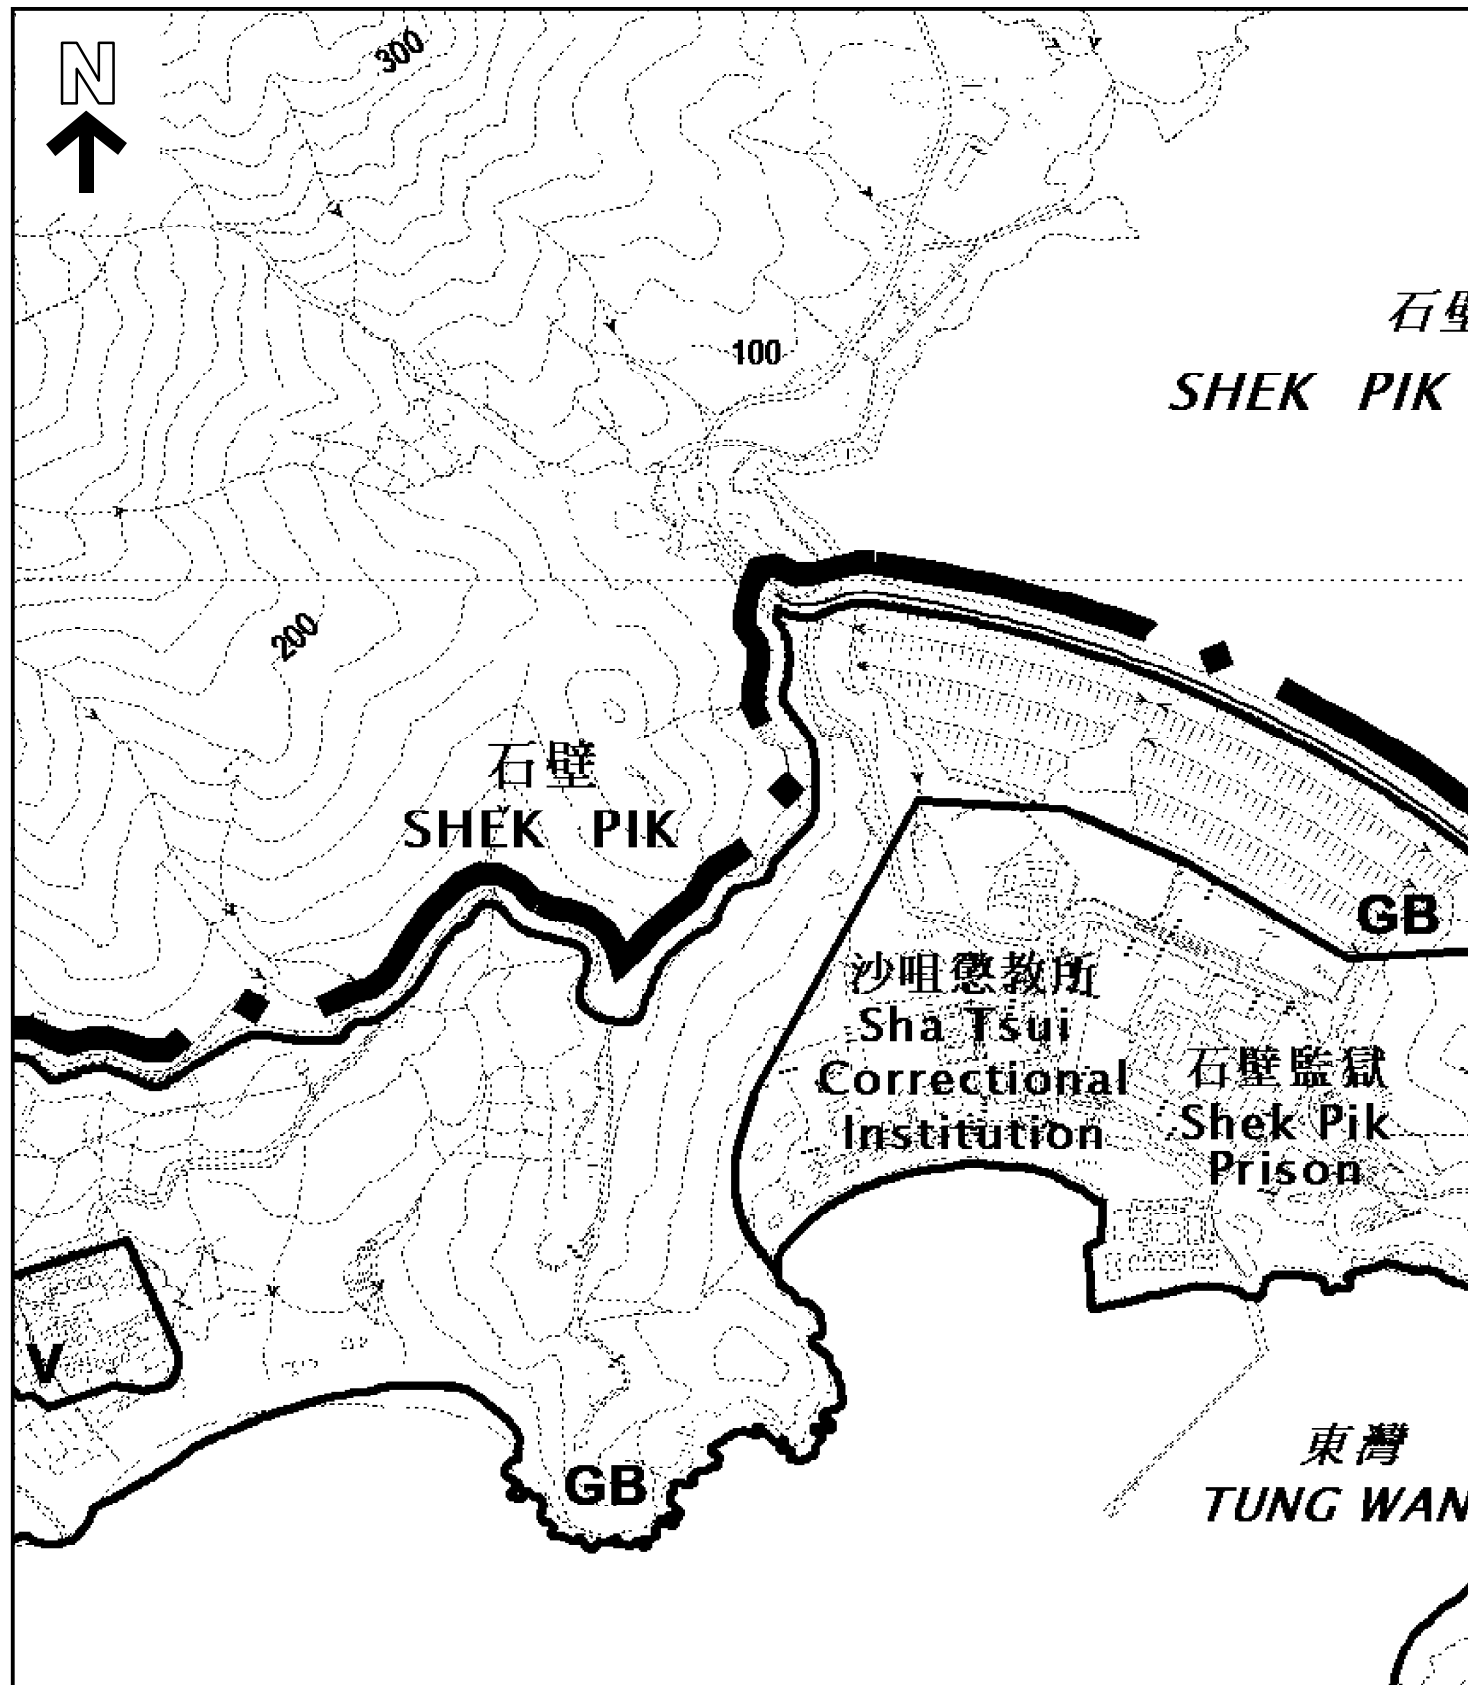 N
300
石壁
SHEK PIK
100
200
石壁
SHEK PIK
GB
沙咀懲教所
Sha Tsui
Correctional
Institution
石壁監獄
Shek Pik
Prison
V
GB
東灣
TUNG WAN